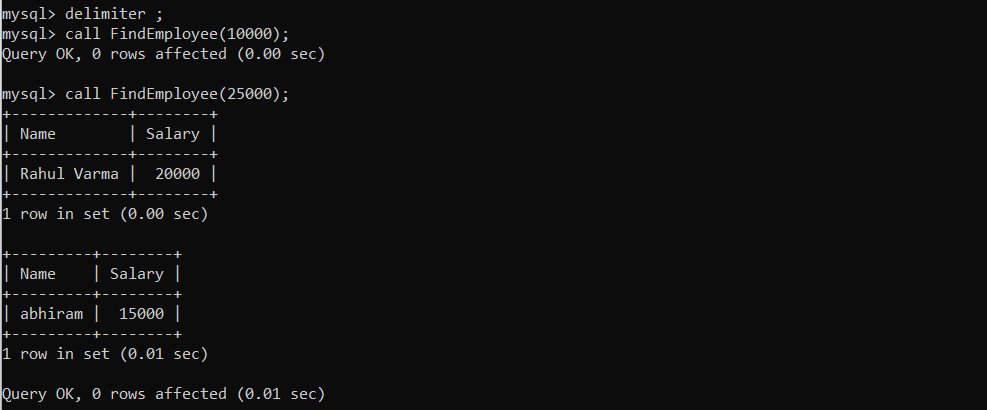 mysql> delimiter ;
mysql> call FindEmployee(10000);
Query OK, 0 rows affected (0.00 sec)
mysql> call FindEmployee(25000);
+-------------+--------+
| Name        | Salary |
+-------------+--------+
| Rahul Varma |  20000 |
+-------------+--------+
1 row in set (0.00 sec)
+---------+--------+
| Name    | Salary |
+---------+--------+
| abhiram |  15000 |
+---------+--------+
1 row in set (0.01 sec)
Query OK, 0 rows affected (0.01 sec)